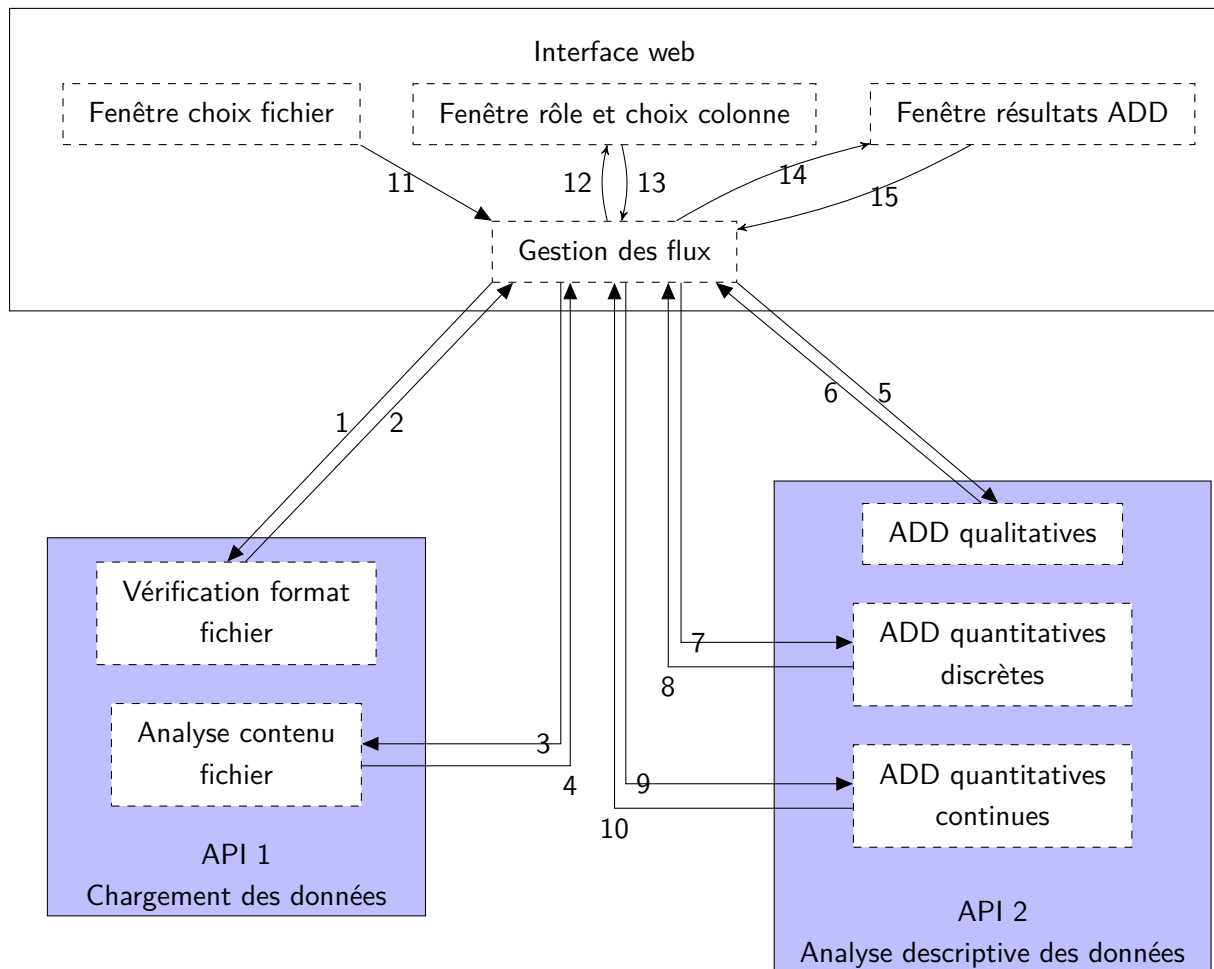 Interface web
Fenêtre choix fichier
Fenêtre rôle et choix colonne
Fenêtre résultats ADD
11
12
13
14
15
Gestion des flux
1
2
6
5
ADD qualitatives
Vérification format
fichier
7
8
ADD quantitatives
discrètes
Analyse contenu
fichier
3
4
9
10
ADD quantitatives
continues
API 1
Chargement des données
API 2
Analyse descriptive des données